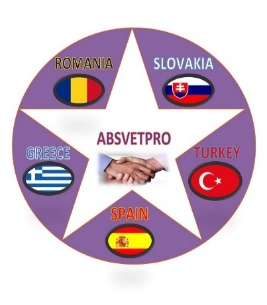 ROMANIA
SLOVAKIA
ABSVETPRO
GREECE
TURKEY
SPAIN